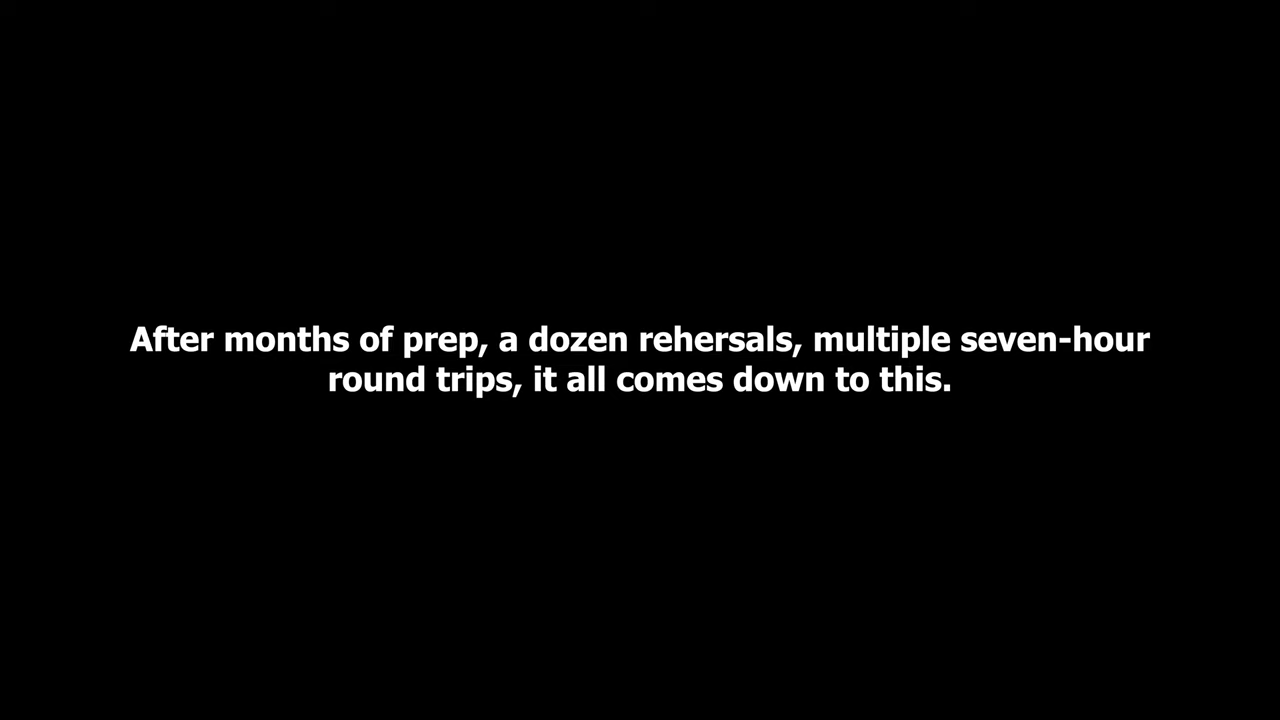 After months of prep, a dozen rehersals, multiple seven-hour
round trips, it all comes down to this.